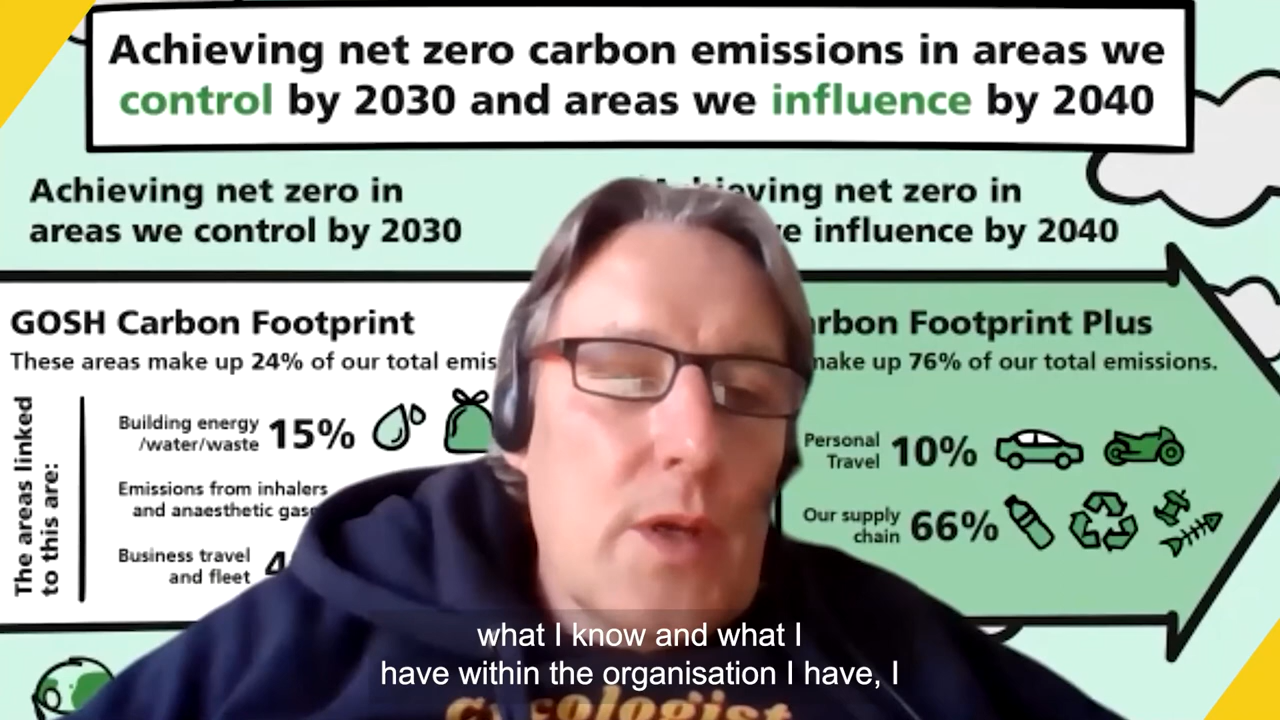 Achieving net zero carbon emissions in areas we
control by 2030 and areas we influence by 2040
Achieving net zero in
areas we control by 2030
net zero in
influence by 2040
GOSH Carbon Footprint
These areas make up 24% of our total
The areas linked
to this are:
Building energy
/water/waste
15%
Emissions from inhalers
and anaesthetic
Business travel
and fleet
Footprint Plus
make up 76% of our total emissions.
Personal
Travel
10%
Our supply
chain
66%
what I know and what I
have within the organisation I have, I